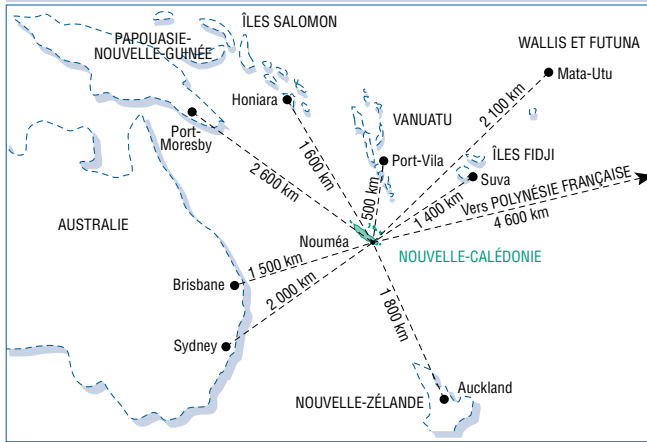 ÎLES SALOMON
PAPOUASIE-
NOUVELLE-GUINÉE
WALLIS ET FUTUNA
Mata-Utu
Honiara
2 100 km
Port-
Moresby
VANUATU
1 600 km
Port-Vila
ÎLES FIDJI
Suva
2 600 km
500 km
1 400 km
Vers POLYNÉSIE FRANÇAISE
4 600 km
AUSTRALIE
Nouméa
NOUVELLE-CALÉDONIE
1 500 km
Brisbane
2 000 km
1 800 km
Sydney
Auckland
NOUVELLE-ZÉLANDE